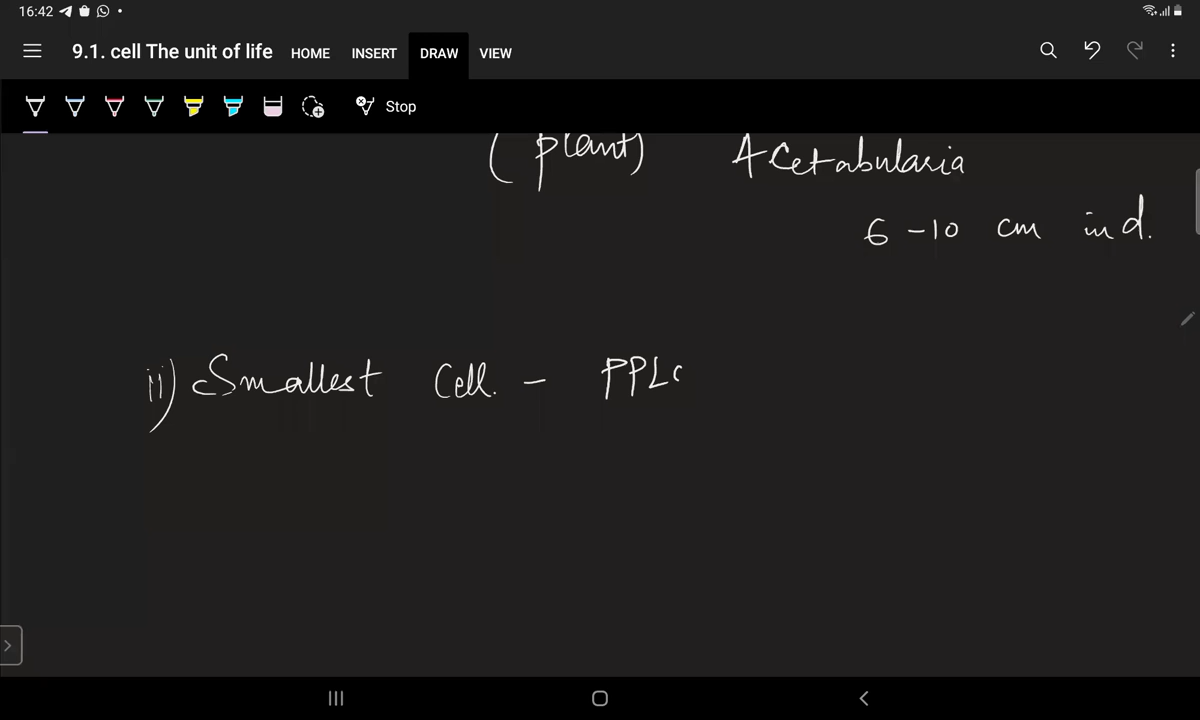 16:42
9.1. cell The unit of life HOME INSERT DRAW VIEW
Stop
(plant) Acetabularia
6-10 cm in d.
ii) Smallest Cell. - PPLO